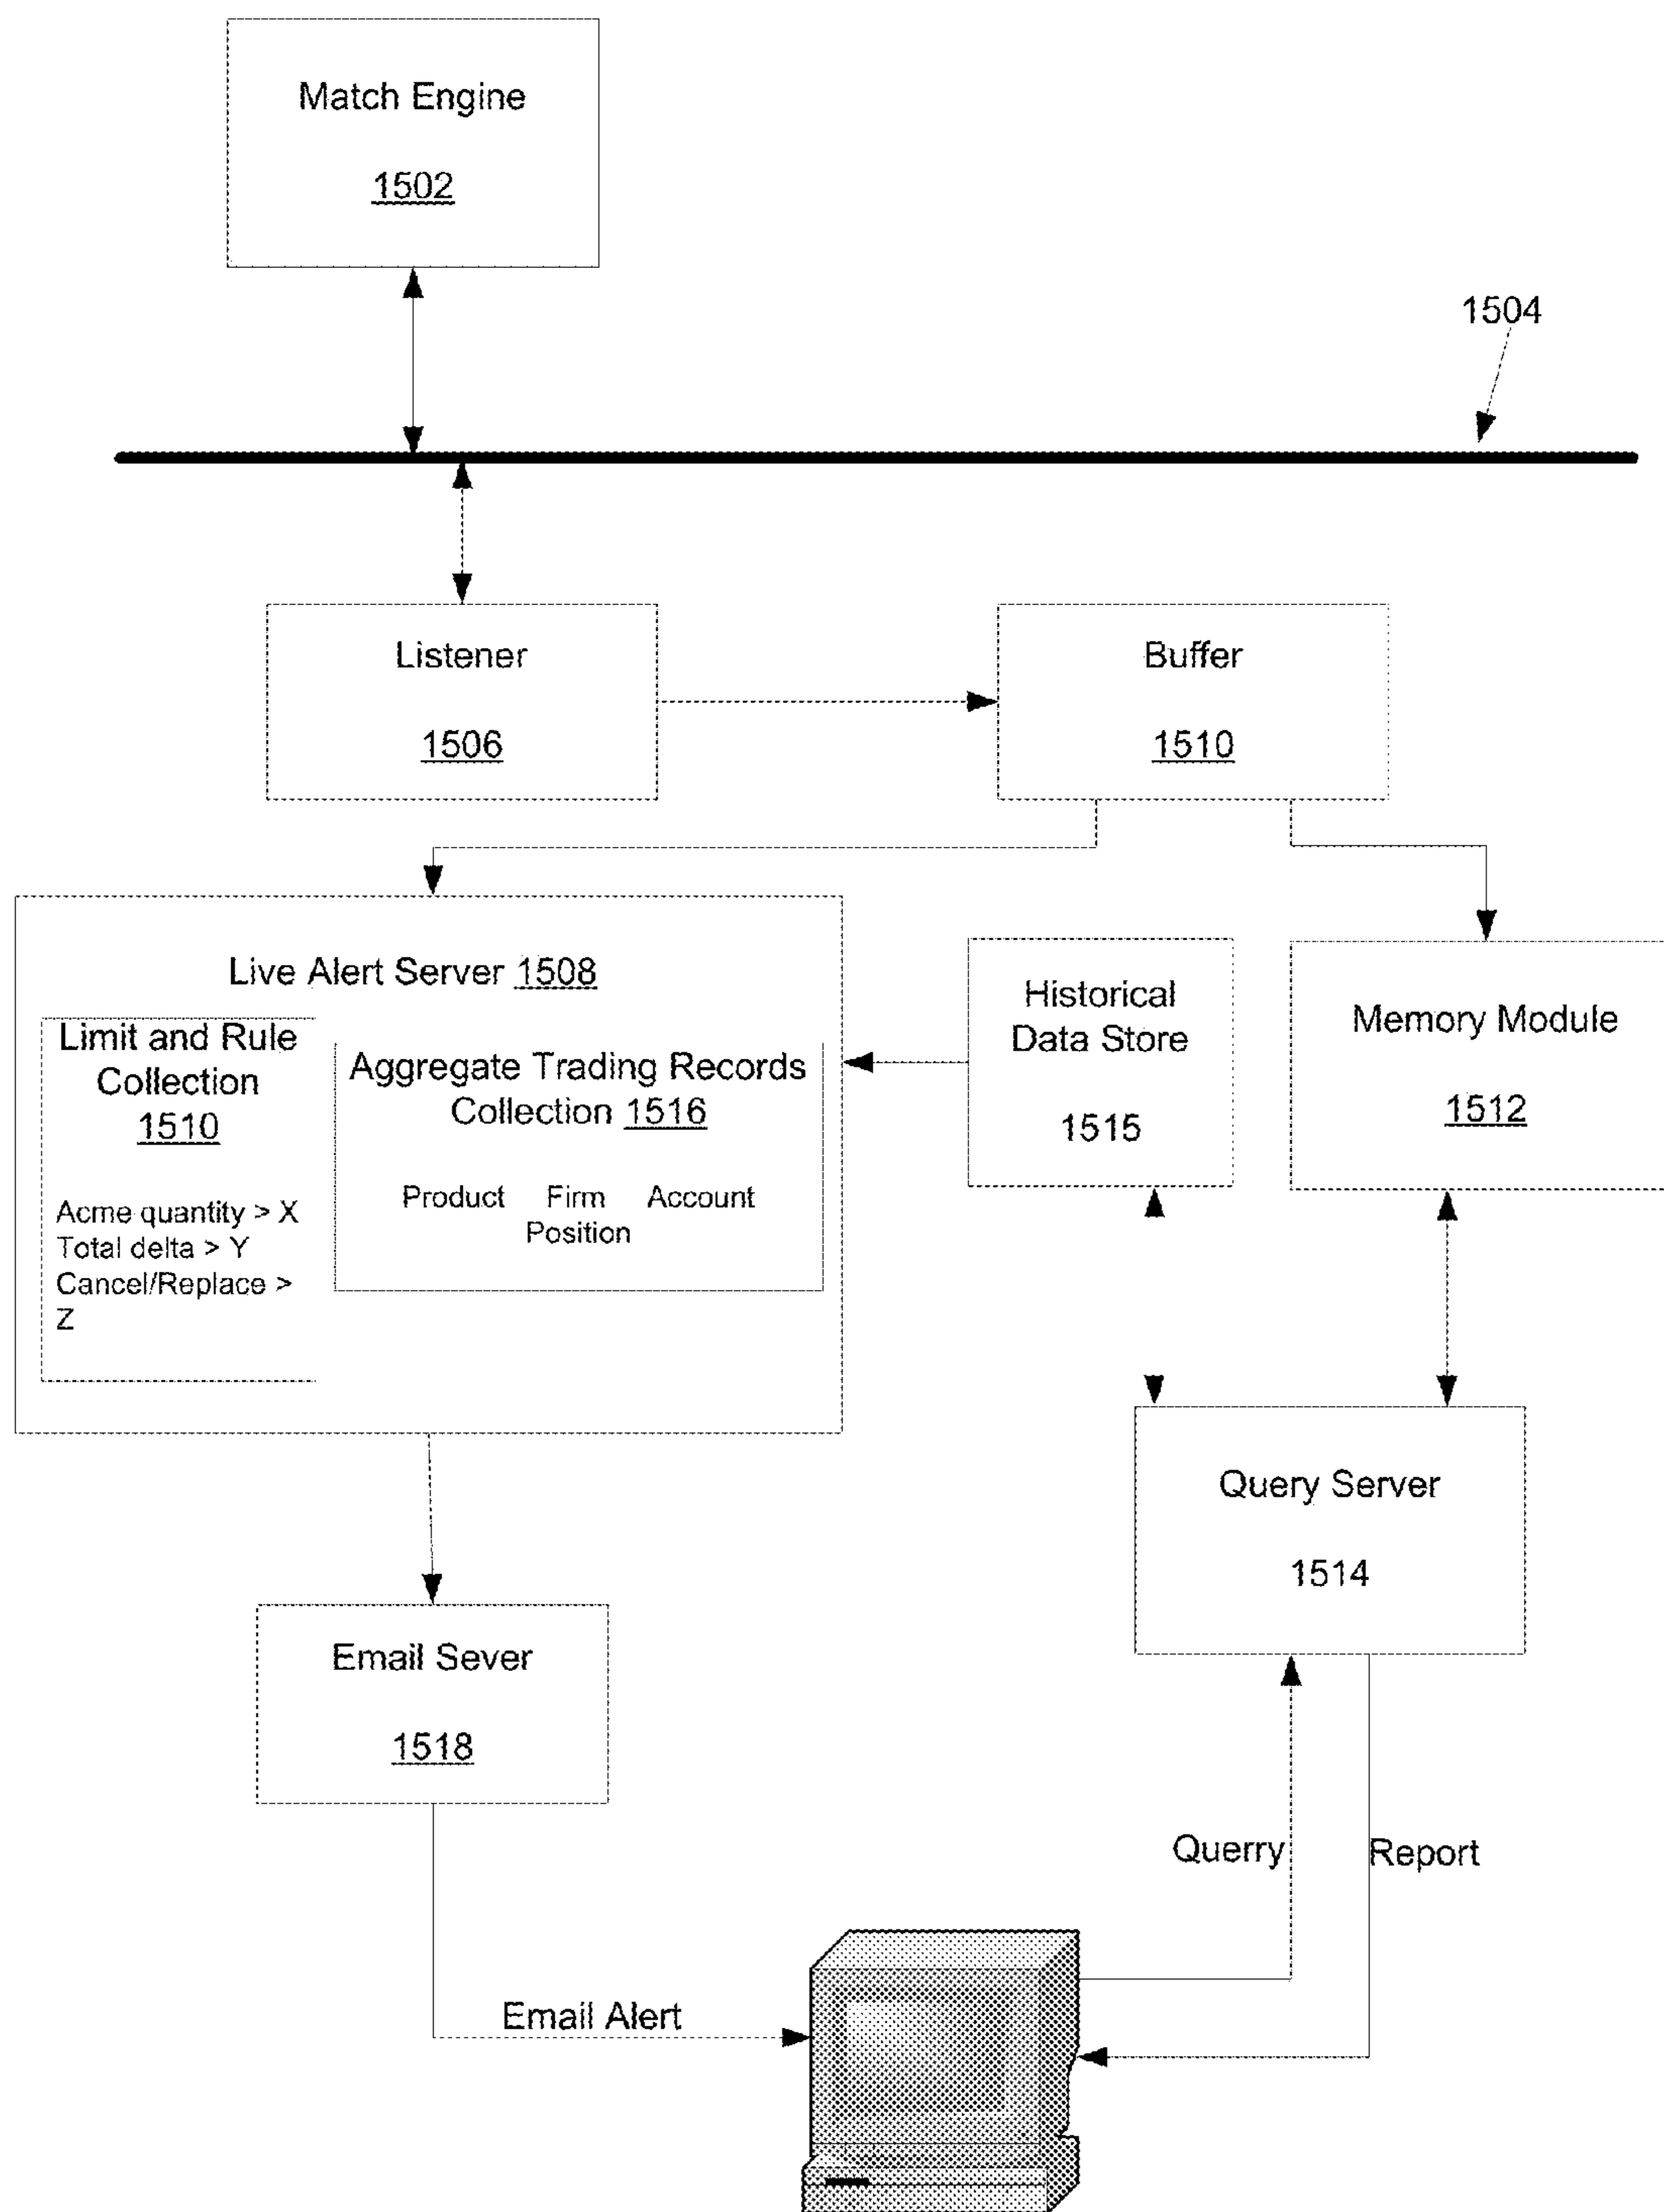 Match Engine
1502
1504
Listener
1506
Buffer
1510
Live Alert Server 1508
Limit and Rule
Collection
1510
Acme quantity > X
Total delta > Y
Cancel/Replace >
Z
Aggregate Trading Records
Collection 1516
Product Firm Account
Position
Historical
Data Store
1515
Memory Module
1512
Query Server
1514
Email Sever
1518
Querry
Report
Email Alert